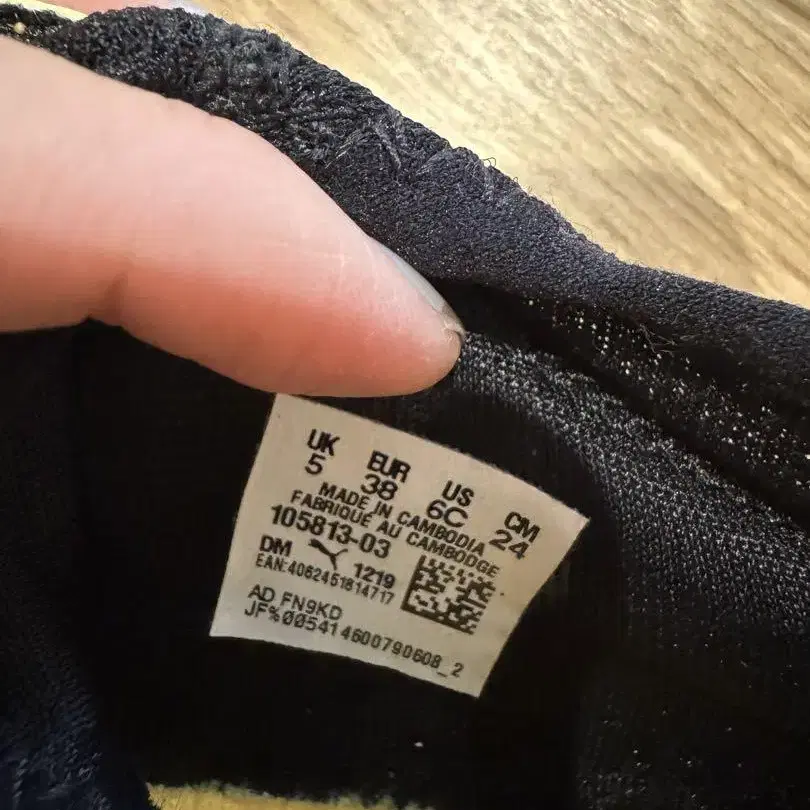 UK EUR US CM
5 38 6C 24
MADE IN CAMBODIA
FABRIQUÉ AU CAMBODGE
105813-03
DM 1219
EAN:4062451814717
AD FN9KD
JF%005414600790608_2